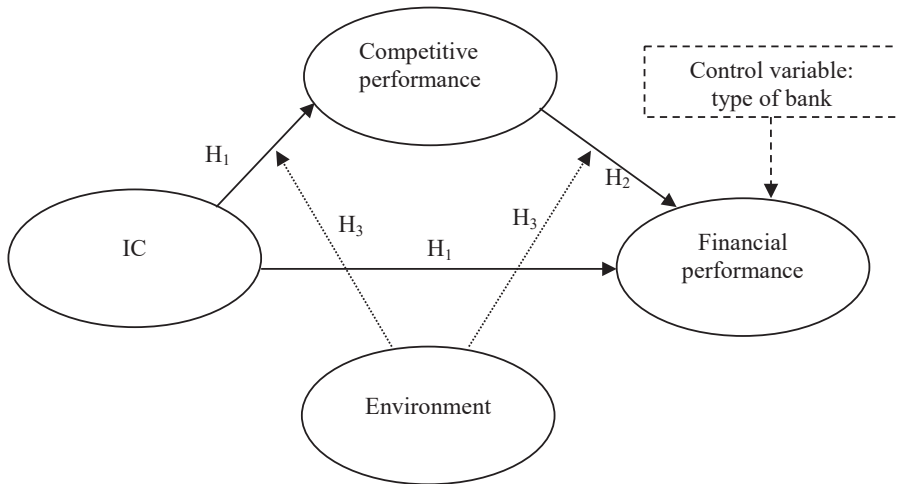 Competitive
performance
Control variable:
type of bank
H₁
H₂
H₃
H₃
IC
H₁
Financial
performance
Environment